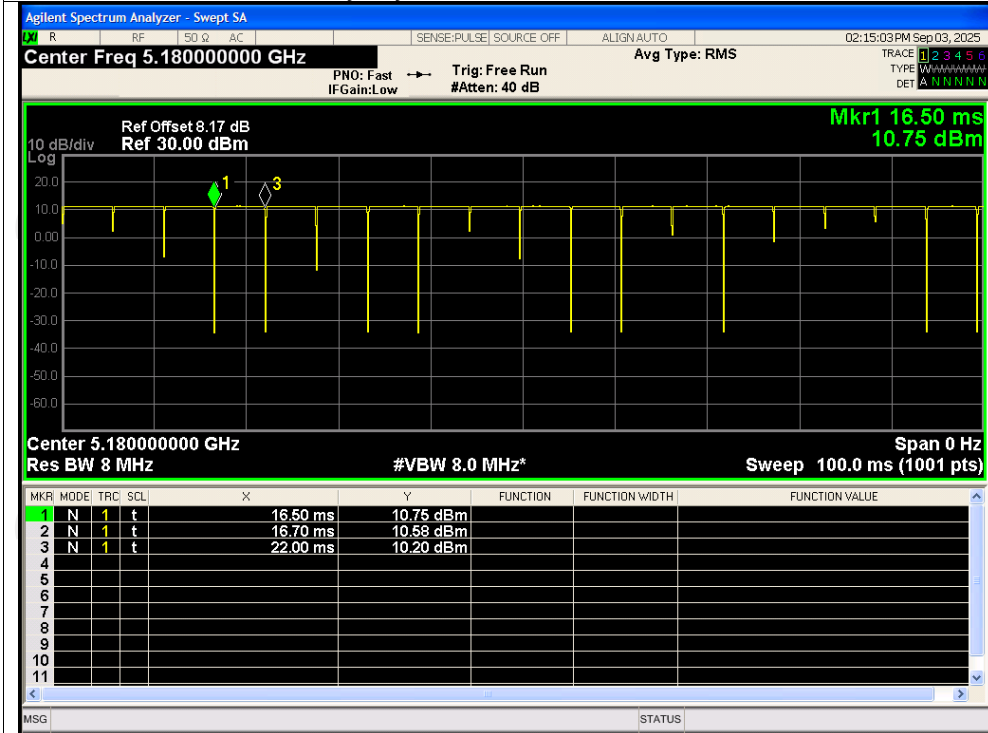 Agilent Spectrum Analyzer - Swept SA
LXI R RF 50 Ω AC SENSE:PULSE SOURCE OFF ALIGN AUTO 02:15:03 PM Sep 03, 2025
Center Freq 5.180000000 GHz
PNO: Fast
IFGain:Low
Trig: Free Run
#Atten: 40 dB
Avg Type: RMS
TRACE 1 2 3 4 5 6
TYPE WWWWWW
DET A N N N N N
Mkr1 16.50 ms
10.75 dBm
Ref Offset 8.17 dB
10 dB/div Ref 30.00 dBm
Log
20.0
10.0
0.00
-10.0
-20.0
-30.0
-40.0
-50.0
-60.0
1
3
Center 5.180000000 GHz Span 0 Hz
Res BW 8 MHz #VBW 8.0 MHz* Sweep 100.0 ms (1001 pts)
MKR MODE TRC SCL X Y FUNCTION FUNCTION WIDTH FUNCTION VALUE
1 N 1 t 16.50 ms 10.75 dBm
2 N 1 t 16.70 ms 10.58 dBm
3 N 1 t 22.00 ms 10.20 dBm
4
5
6
7
8
9
10
11
MSG STATUS